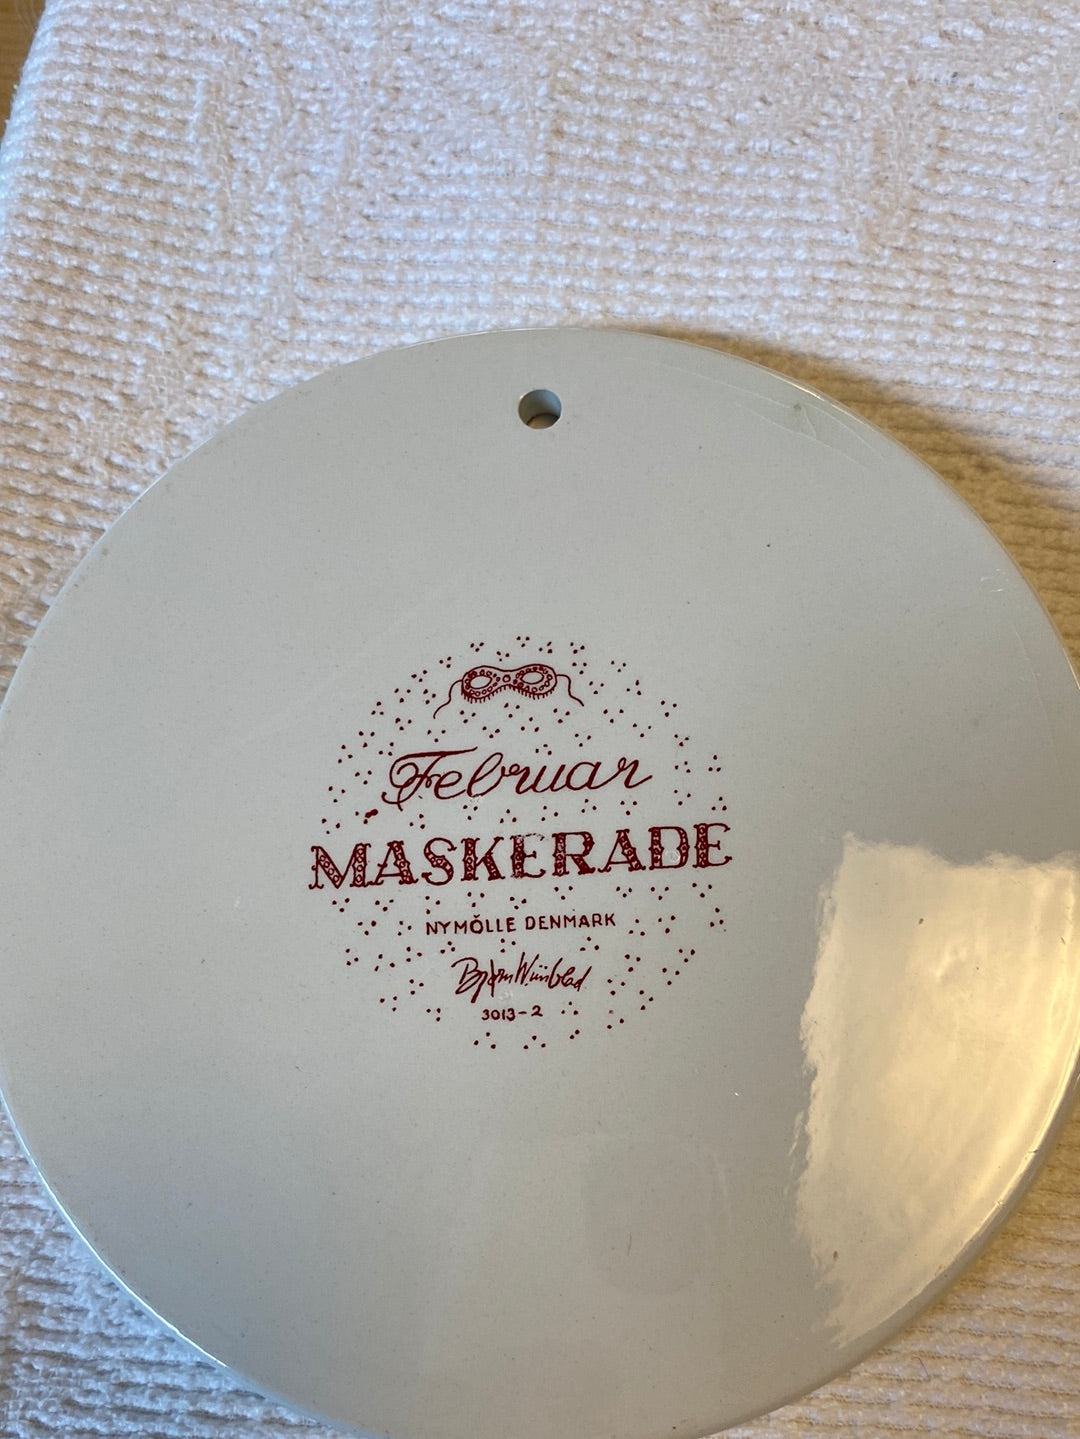 Februar
MASKERADE
NYMÖLLE DENMARK
Bjørn Wiinblad
3013-2